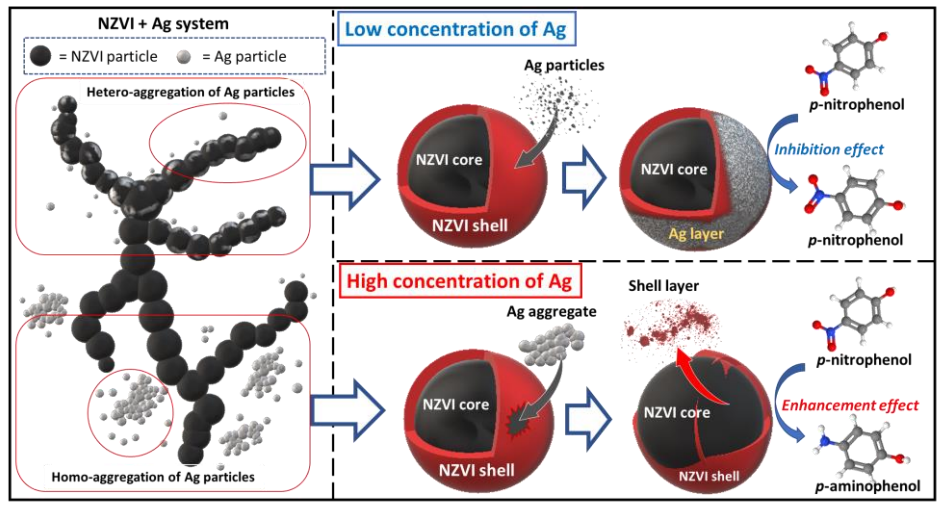 NZVI + Ag system
= NZVI particle
= Ag particle
Hetero-aggregation of Ag particles
Homo-aggregation of Ag particles
Low concentration of Ag
Ag particles
NZVI core
NZVI shell
NZVI core
Ag layer
p-nitrophenol
Inhibition effect
p-nitrophenol
High concentration of Ag
Ag aggregate
NZVI core
NZVI shell
Shell layer
NZVI core
NZVI shell
p-nitrophenol
Enhancement effect
p-aminophenol